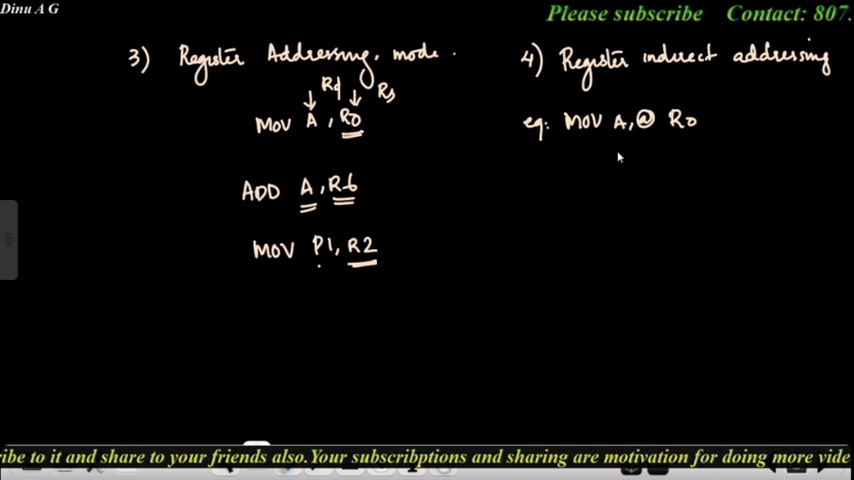 Dinu A G
Please subscribe Contact: 807.
3) Register Addressing mode.
Rd Rs
MOV A, R0
ADD A, R6
MOV P1, R2
4) Register indirect addressing
eg: MOV A, @ R0
ribe to it and share to your friends also.Your subscribptions and sharing are motivation for doing more vide